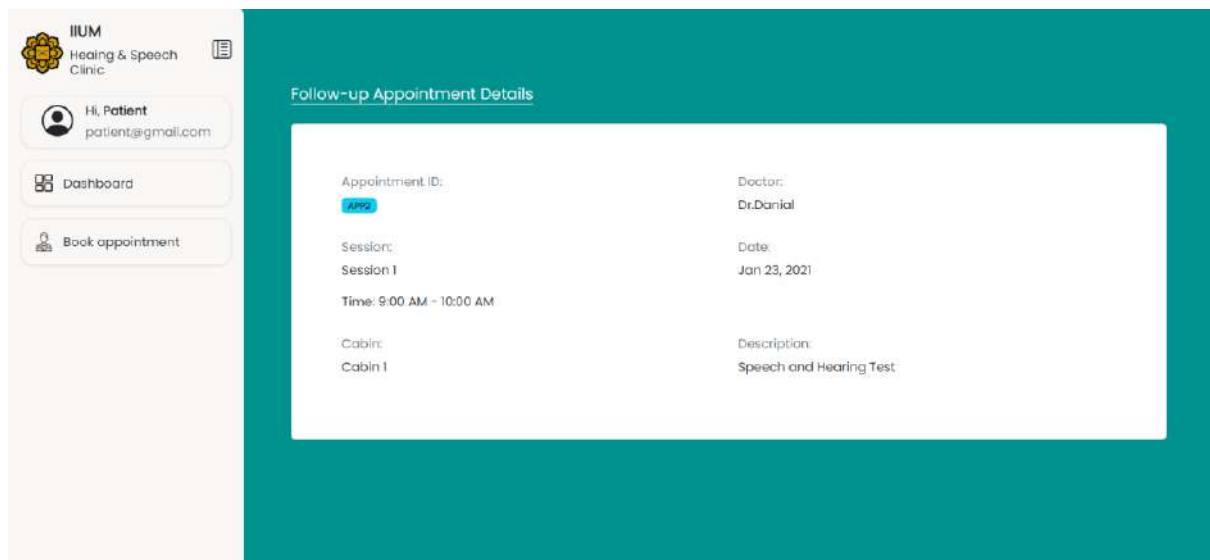 IIUM
Heaing & Speech
Clinic
Hi, Patient
patient@gmail.com
Dashboard
Book appointment
Follow-up Appointment Details
Appointment ID:
APP2
Doctor:
Dr.Danial
Session:
Session 1
Time: 9:00 AM - 10:00 AM
Date:
Jan 23, 2021
Cabin:
Cabin 1
Description:
Speech and Hearing Test